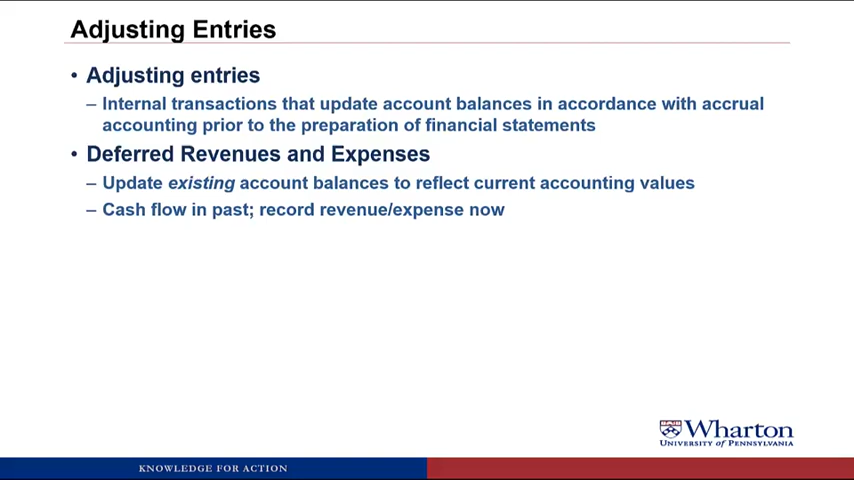 Adjusting Entries
• Adjusting entries
– Internal transactions that update account balances in accordance with accrual
accounting prior to the preparation of financial statements
• Deferred Revenues and Expenses
– Update existing account balances to reflect current accounting values
– Cash flow in past; record revenue/expense now
Wharton
UNIVERSITY OF PENNSYLVANIA
KNOWLEDGE FOR ACTION